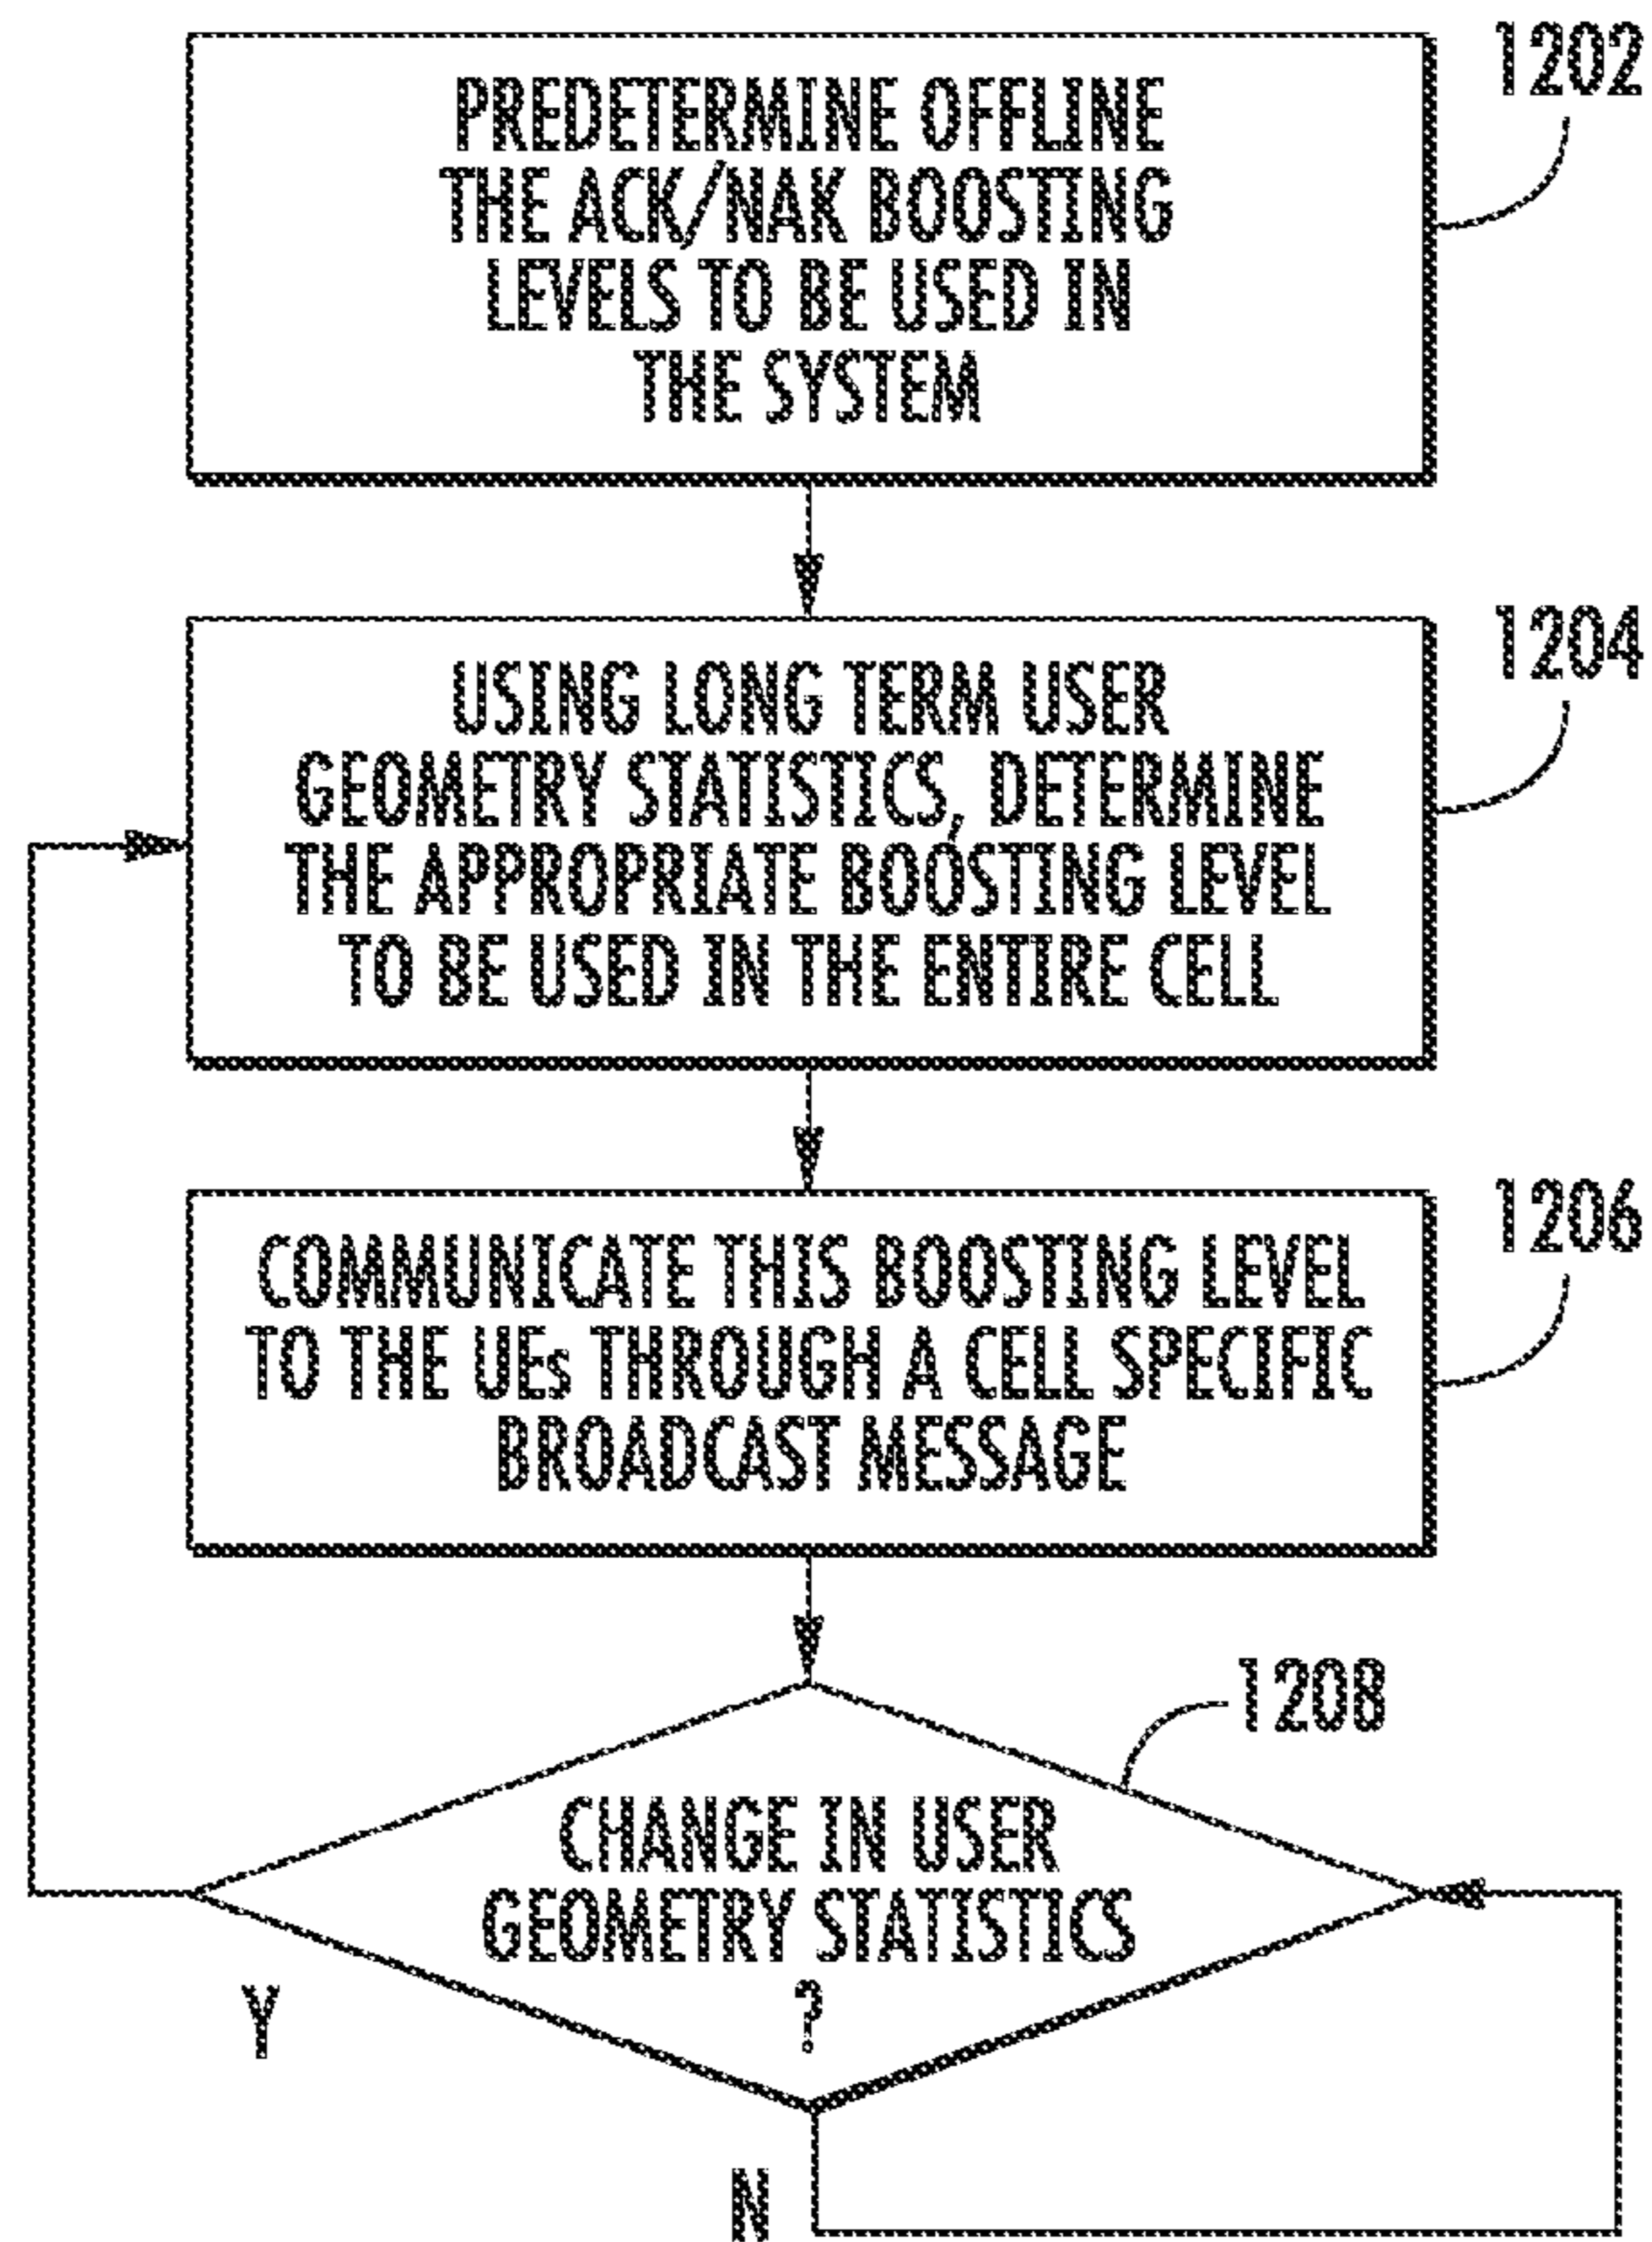 1202
PREDETERMINE OFFLINE
THE ACK/NAK BOOSTING
LEVELS TO BE USED IN
THE SYSTEM
1204
USING LONG TERM USER
GEOMETRY STATISTICS, DETERMINE
THE APPROPRIATE BOOSTING LEVEL
TO BE USED IN THE ENTIRE CELL
1206
COMMUNICATE THIS BOOSTING LEVEL
TO THE UEs THROUGH A CELL SPECIFIC
BROADCAST MESSAGE
1208
CHANGE IN USER
GEOMETRY STATISTICS
?
Y
N